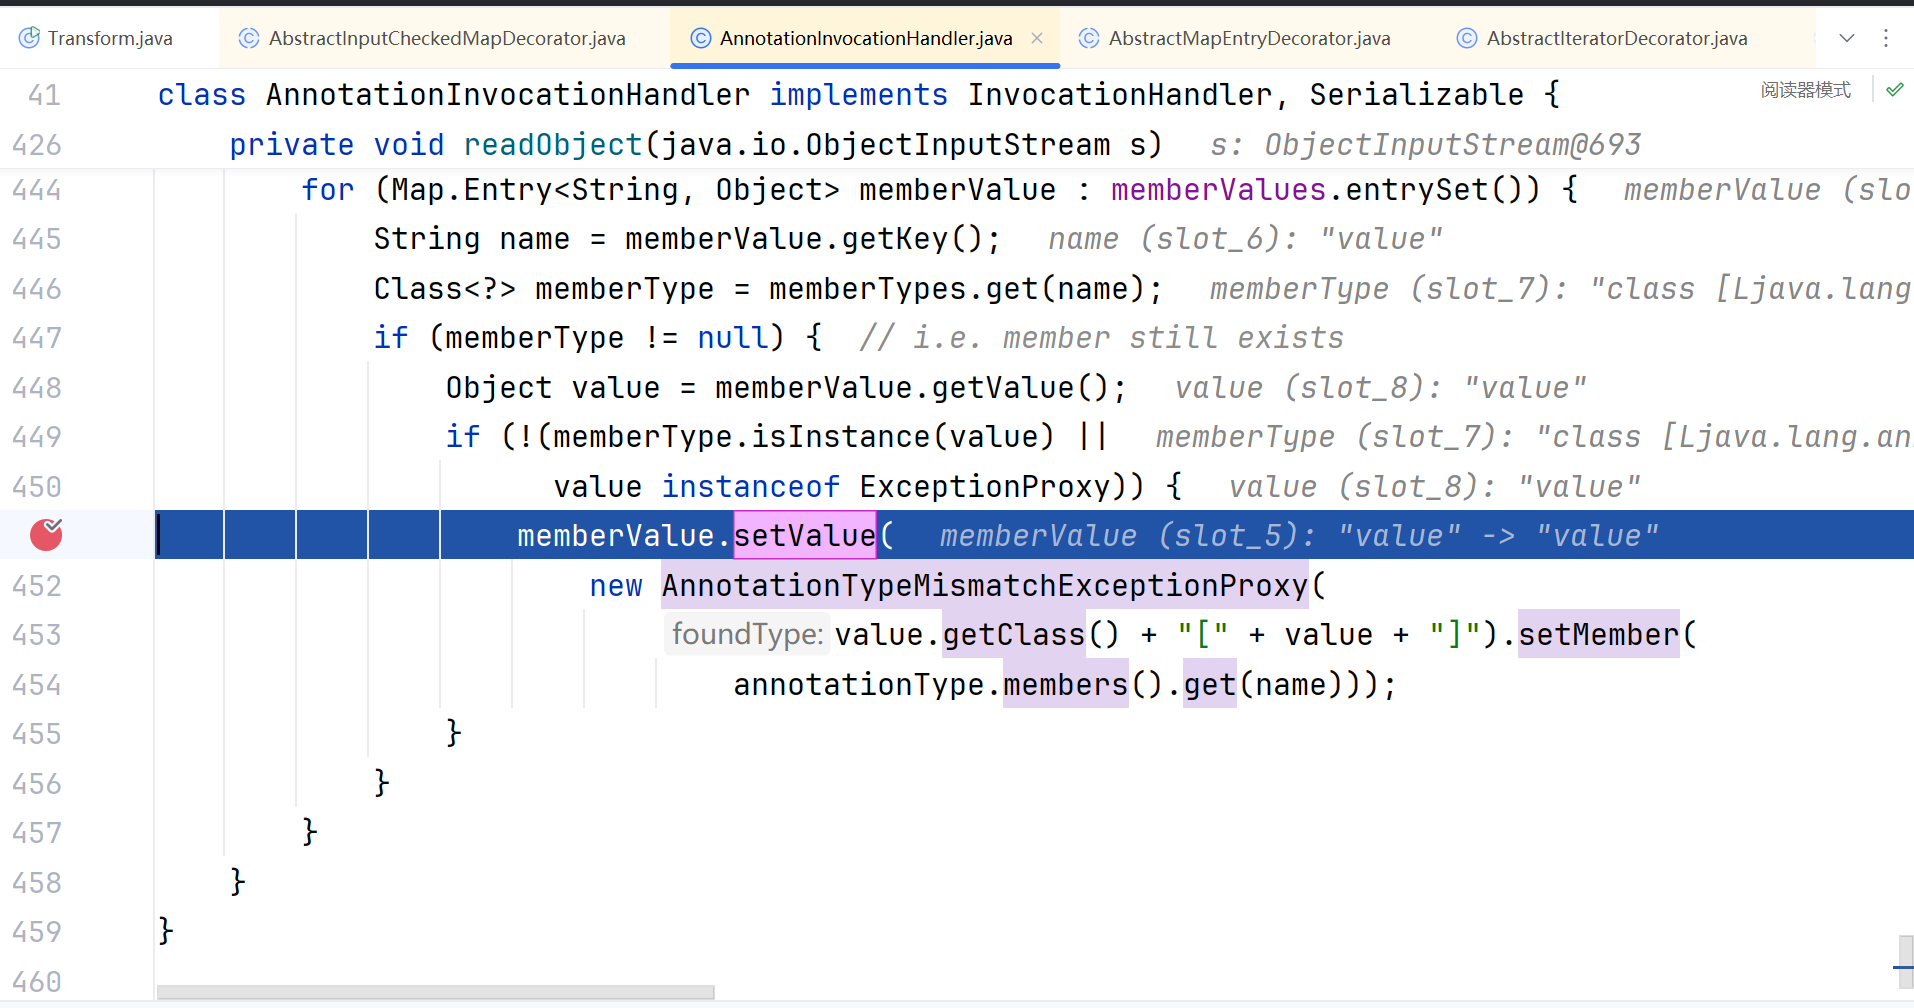 Transform.java AbstractInputCheckedMapDecorator.java AnnotationInvocationHandler.java AbstractMapEntryDecorator.java AbstractIteratorDecorator.java
41 class AnnotationInvocationHandler implements InvocationHandler, Serializable { 阅读器模式
426 private void readObject(java.io.ObjectInputStream s) s: ObjectInputStream@693
444 for (Map.Entry<String, Object> memberValue : memberValues.entrySet()) { memberValue (slo
445 String name = memberValue.getKey(); name (slot_6): "value"
446 Class<?> memberType = memberTypes.get(name); memberType (slot_7): "class [Ljava.lang
447 if (memberType != null) { // i.e. member still exists
448 Object value = memberValue.getValue(); value (slot_8): "value"
449 if (!(memberType.isInstance(value) || memberType (slot_7): "class [Ljava.lang.an
450 value instanceof ExceptionProxy)) { value (slot_8): "value"
memberValue.setValue( memberValue (slot_5): "value" -> "value"
452 new AnnotationTypeMismatchExceptionProxy(
453 foundType: value.getClass() + "[" + value + "]").setMember(
454 annotationType.members().get(name)));
455 }
456 }
457 }
458 }
459 }
460